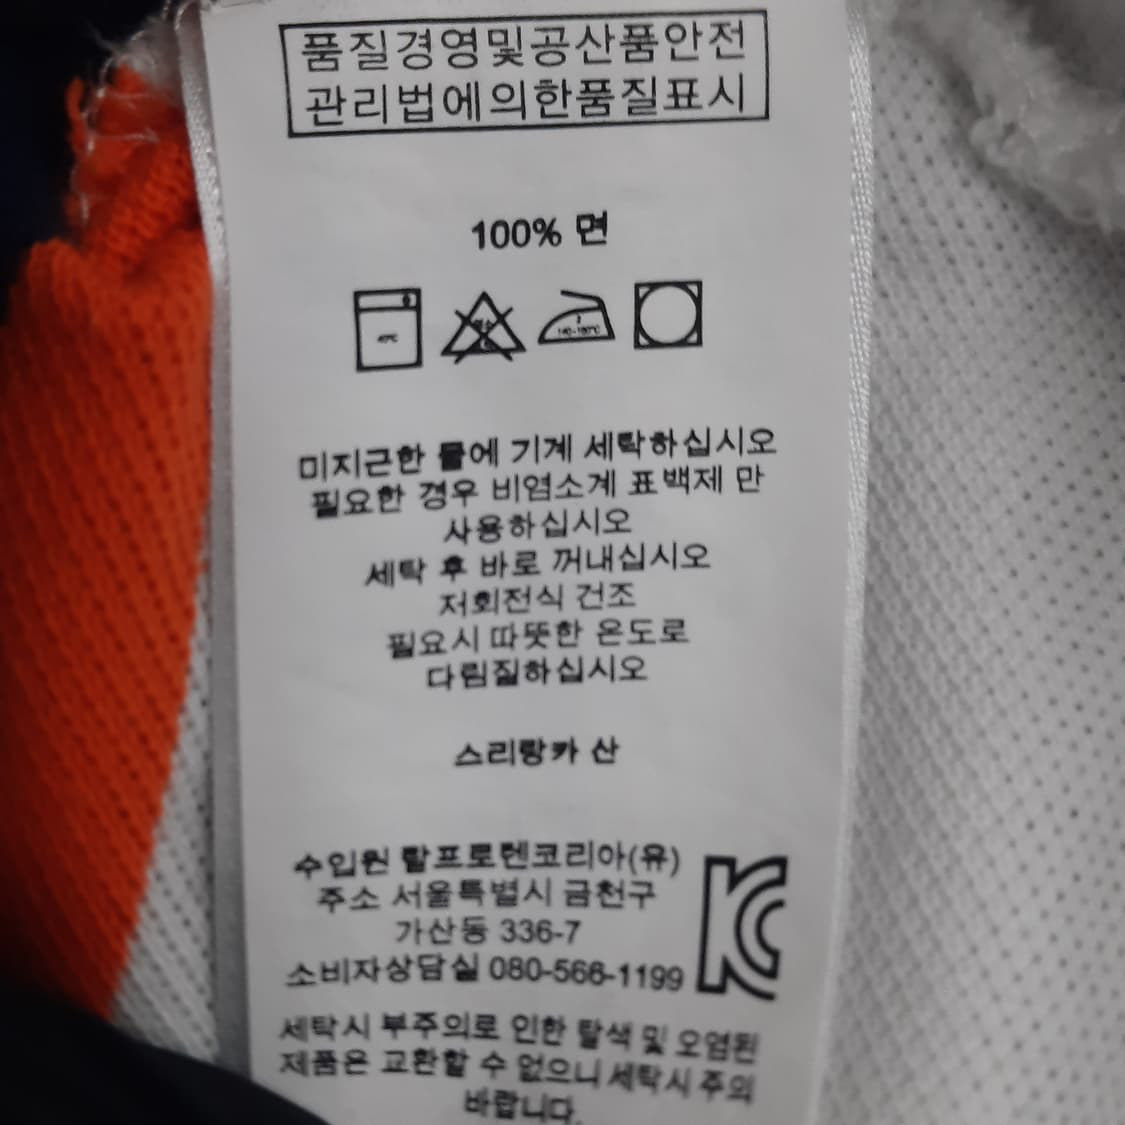 품질경영및공산품안전
관리법에의한품질표시
100% 면
40℃
염소
2
140-160℃
미지근한 물에 기계 세탁하십시오
필요한 경우 비염소계 표백제 만
사용하십시오
세탁 후 바로 꺼내십시오
저회전식 건조
필요시 따뜻한 온도로
다림질하십시오
스리랑카 산
수입원 랄프로렌코리아(유)
주소 서울특별시 금천구
가산동 336-7
소비자상담실 080-566-1199
세탁시 부주의로 인한 탈색 및 오염된
제품은 교환할 수 없으니 세탁시 주의
바랍니다.